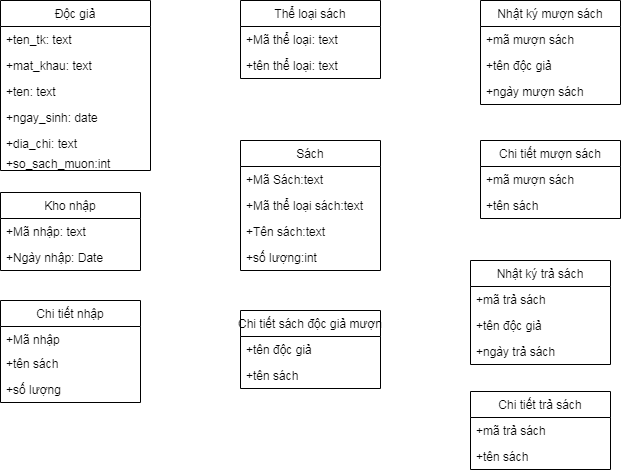 Độc giả
+ten_tk: text
+mat_khau: text
+ten: text
+ngay_sinh: date
+dia_chi: text
+so_sach_muon:int
Kho nhập
+Mã nhập: text
+Ngày nhập: Date
Chi tiết nhập
+Mã nhập
+tên sách
+số lượng
Thể loại sách
+Mã thể loại: text
+tên thể loại: text
Sách
+Mã Sách:text
+Mã thể loại sách:text
+Tên sách:text
+số lượng:int
Chi tiết sách độc giả mượn
+tên độc giả
+tên sách
Nhật ký mượn sách
+mã mượn sách
+tên độc giả
+ngày mượn sách
Chi tiết mượn sách
+mã mượn sách
+tên sách
Nhật ký trả sách
+mã trả sách
+tên độc giả
+ngày trả sách
Chi tiết trả sách
+mã trả sách
+tên sách